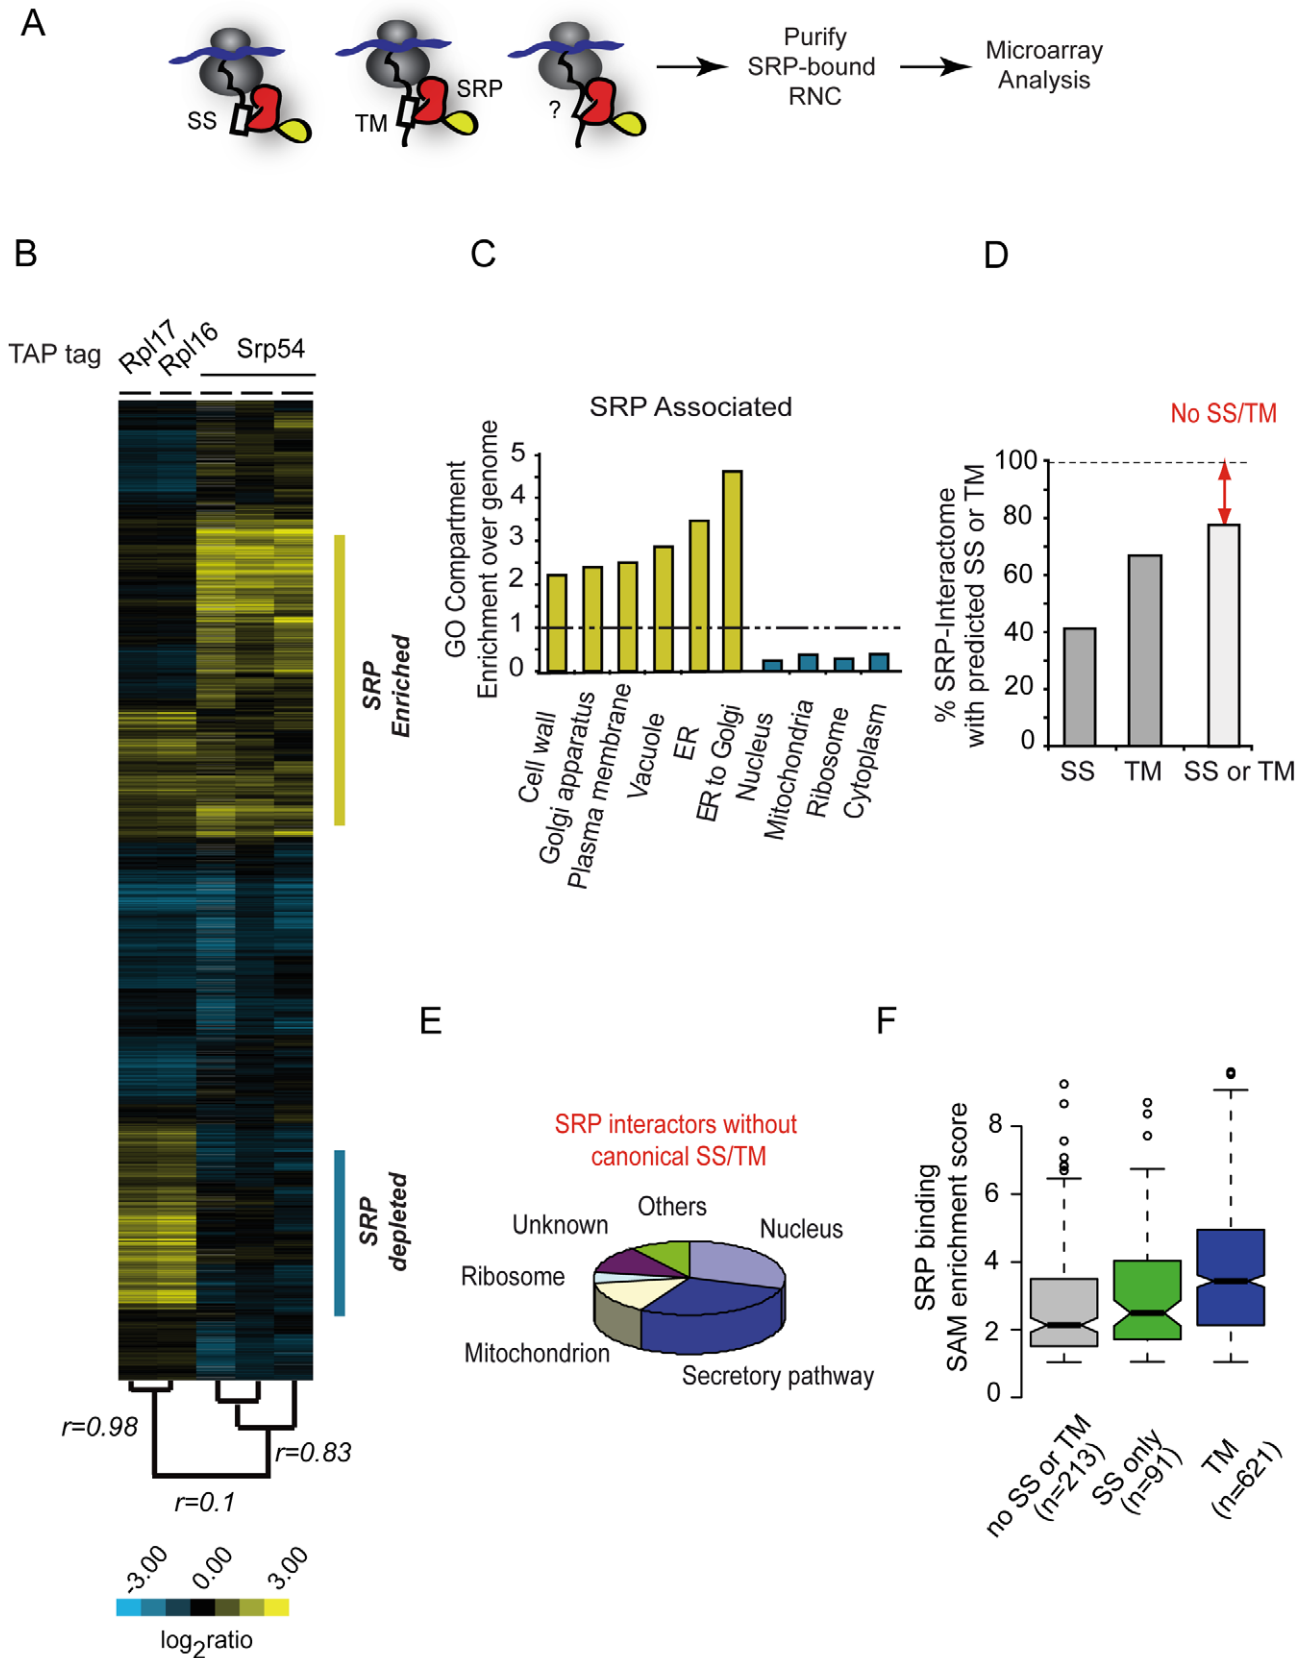 A
SS
TM
SRP
?
Purify
SRP-bound
RNC
Microarray
Analysis
B
TAP tag
Rpl17
Rpl16
Srp54
SRP
Enriched
SRP
depleted
r=0.98
r=0.83
r=0.1
-3.00
0.00
3.00
log2ratio
C
SRP Associated
GO Compartment
Enrichment over genome
5
4
3
2
1
0
Cell wall
Golgi apparatus
Plasma membrane
Vacuole
ER
ER to Golgi
Nucleus
Mitochondria
Ribosome
Cytoplasm
D
No SS/TM
% SRP-Interactome
with predicted SS or TM
100
80
60
40
20
0
SS
TM
SS or TM
E
SRP interactors without
canonical SS/TM
Others
Unknown
Nucleus
Ribosome
Mitochondrion
Secretory pathway
F
SRP binding
SAM enrichment score
8
6
4
2
0
no SS or TM
(n=213)
SS only
(n=91)
TM
(n=621)